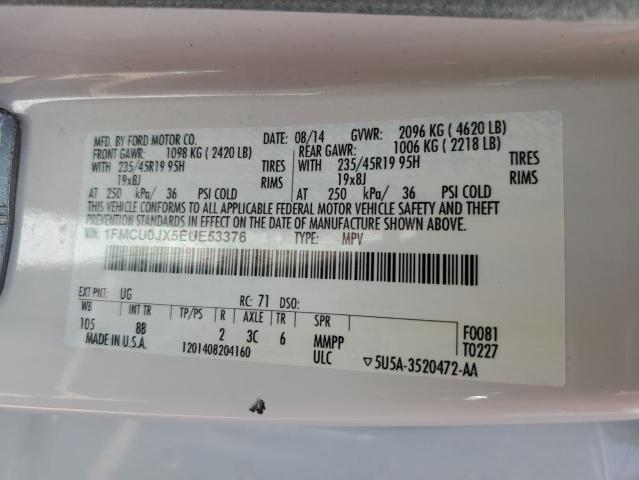 MFD. BY FORD MOTOR CO. DATE: 08/14 GVWR: 2096 KG ( 4620 LB)
FRONT GAWR: 1098 KG ( 2420 LB) REAR GAWR: 1006 KG ( 2218 LB)
WITH 235/45R19 95H TIRES WITH 235/45R19 95H TIRES
19x8J RIMS 19x8J RIMS
AT 250 kPa/ 36 PSI COLD AT 250 kPa/ 36 PSI COLD
THIS VEHICLE CONFORMS TO ALL APPLICABLE FEDERAL MOTOR VEHICLE SAFETY AND THEFT
PREVENTION STANDARDS IN EFFECT ON THE DATE OF MANUFACTURE SHOWN ABOVE.
VIN: 1FMCU0JX5EUE53376 TYPE: MPV
EXT PNT: UG RC: 71 DSO:
WB INT TR TP/PS R AXLE TR SPR
105 8B 2 3C 6 MMPP F0081
1201408204160 ULC ▽5U5A-3520472-AA T0227